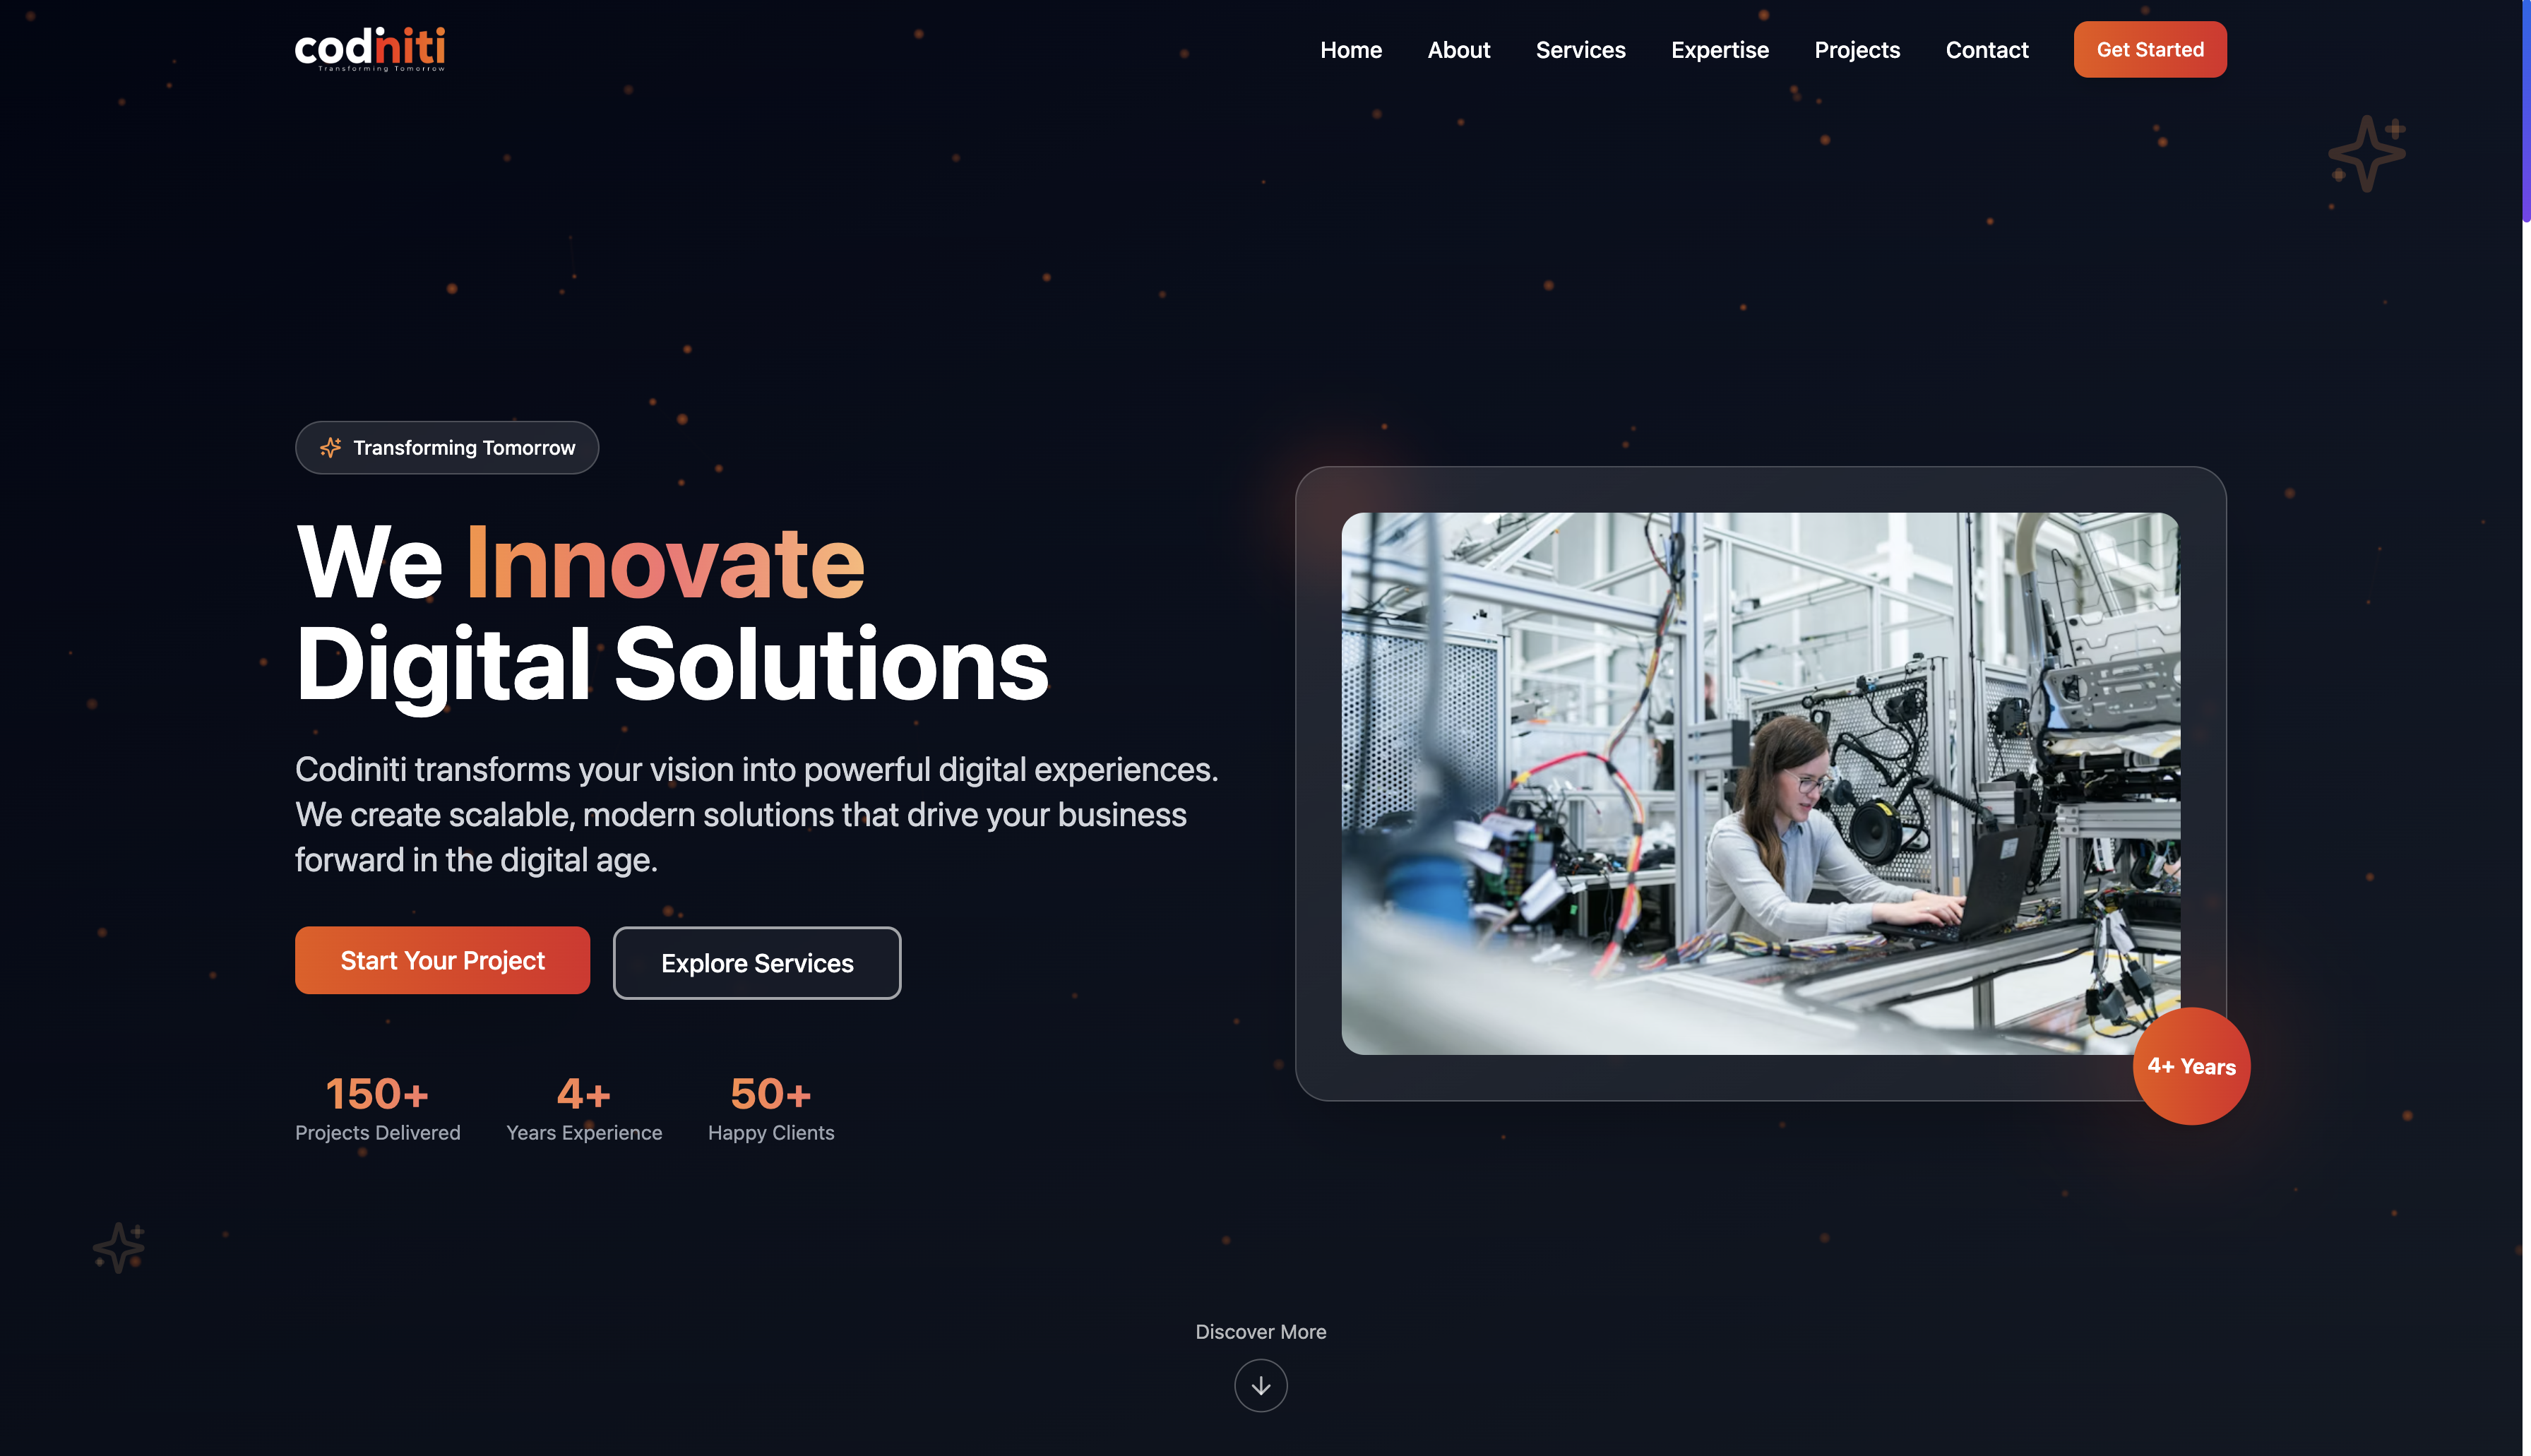 codiniti
Transforming Tomorrow
Home
About
Services
Expertise
Projects
Contact
Get Started
Transforming Tomorrow
We Innovate
Digital Solutions
Codiniti transforms your vision into powerful digital experiences.
We create scalable, modern solutions that drive your business
forward in the digital age.
Start Your Project
Explore Services
150+
Projects Delivered
4+
Years Experience
50+
Happy Clients
4+ Years
Discover More